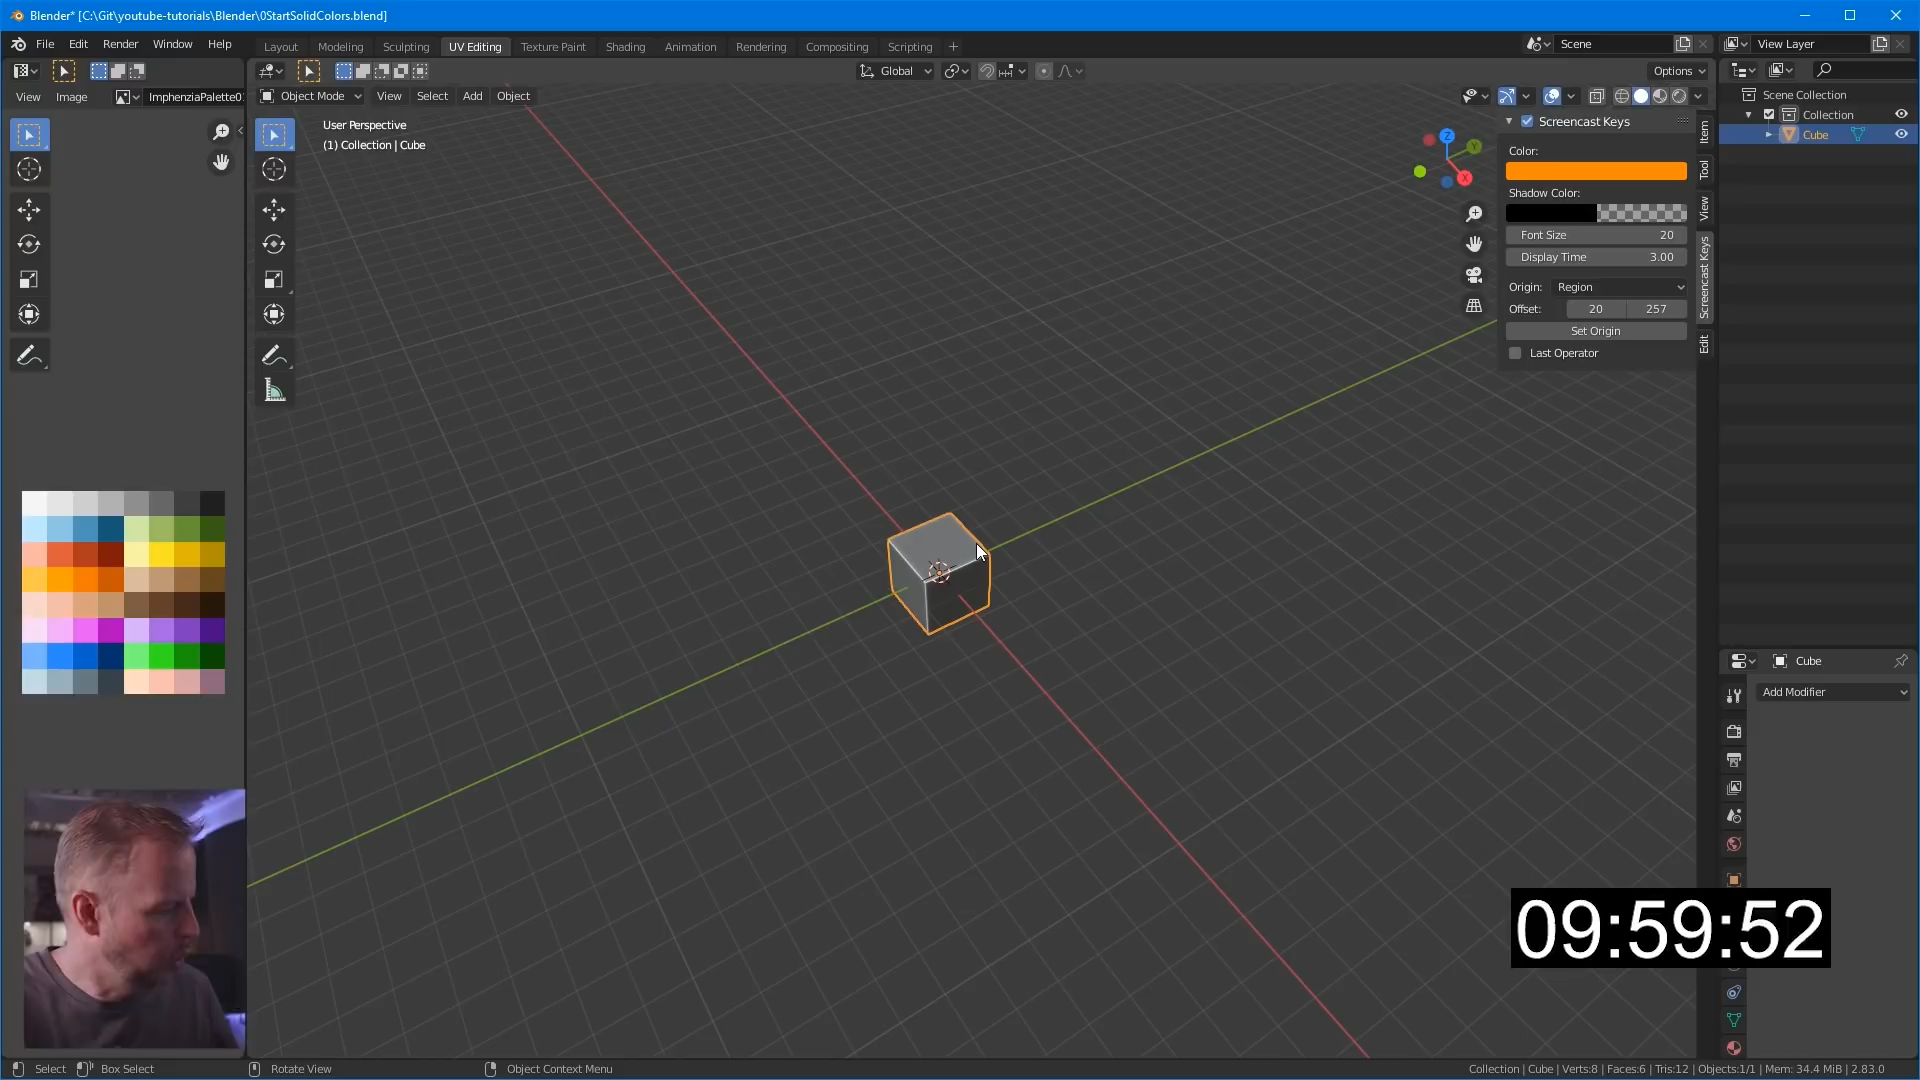 Blender* [C:\Git\youtube-tutorials\Blender\0StartSolidColors.blend]
File Edit Render Window Help
Layout Modeling Sculpting UV Editing Texture Paint Shading Animation Rendering Compositing Scripting +
Scene
View Layer
Global
Options
View Image ImphenziaPalette0
Object Mode View Select Add Object
User Perspective
(1) Collection | Cube
Z
Y
X
Screencast Keys
Color:
Shadow Color:
Font Size 20
Display Time 3.00
Origin: Region
Offset: 20 257
Set Origin
Last Operator
Item
Tool
View
Screencast Keys
Edit
Scene Collection
Collection
Cube
Cube
Add Modifier
09:59:52
Select Box Select Rotate View Object Context Menu
Collection | Cube | Verts:8 | Faces:6 | Tris:12 | Objects:1/1 | Mem: 34.4 MiB | 2.83.0